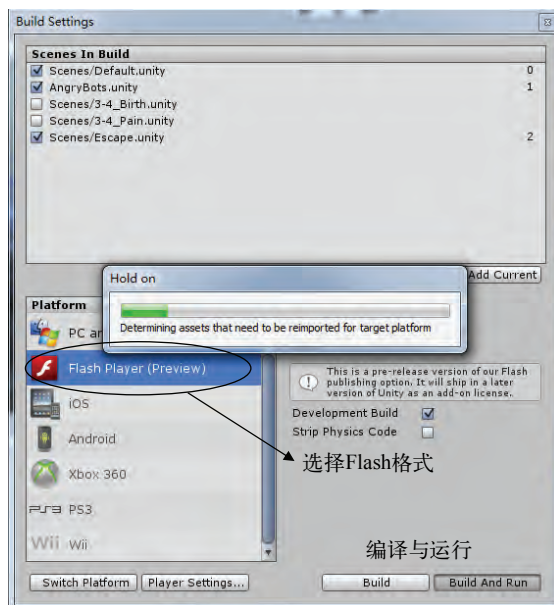 Build Settings
Scenes In Build
Scenes/Default.unity 0
AngryBots.unity 1
Scenes/3-4_Birth.unity
Scenes/3-4_Pain.unity
Scenes/Escape.unity 2
Add Current
Hold on
Determining assets that need to be reimported for target platform
Platform
PC ar
Flash Player (Preview)
iOS
Android
Xbox 360
PS3 PS3
Wii Wii
This is a pre-release version of our Flash
publishing option. It will ship in a later
version of Unity as an add-on license.
Development Build
Strip Physics Code
选择Flash格式
编译与运行
Switch Platform Player Settings... Build Build And Run